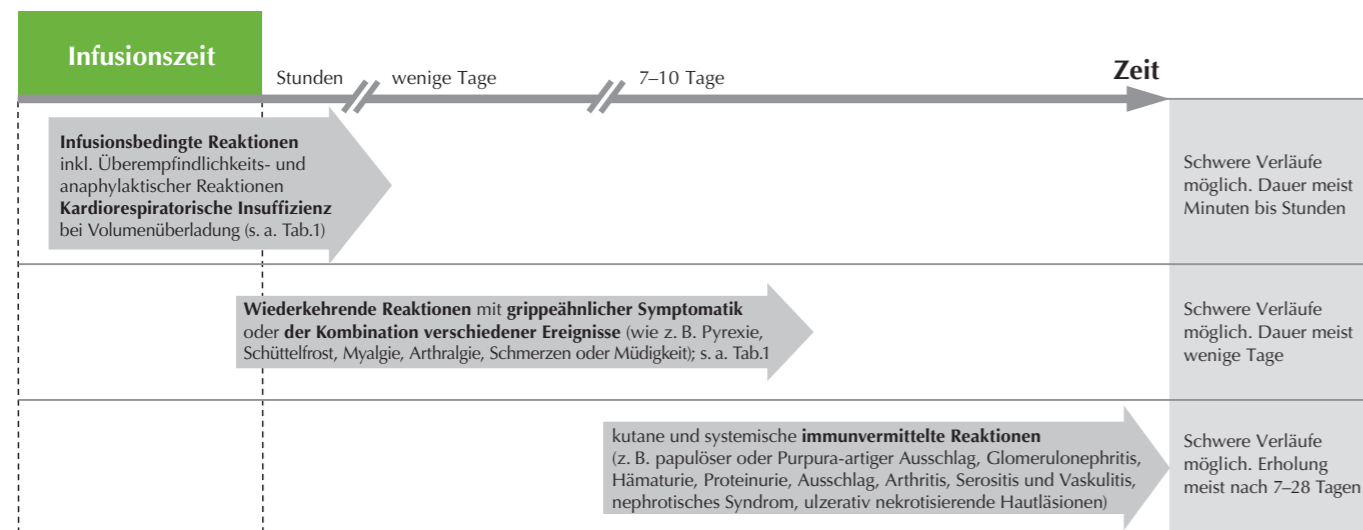 Infusionszeit
Stunden
wenige Tage
7–10 Tage
Zeit
Infusionsbedingte Reaktionen
inkl. Überempfindlichkeits- und
anaphylaktischer Reaktionen
Kardiorespiratorische Insuffizienz
bei Volumenüberladung (s. a. Tab.1)
Schwere Verläufe
möglich. Dauer meist
Minuten bis Stunden
Wiederkehrende Reaktionen mit grippeähnlicher Symptomatik
oder der Kombination verschiedener Ereignisse (wie z. B. Pyrexie,
Schüttelfrost, Myalgie, Arthralgie, Schmerzen oder Müdigkeit); s. a. Tab.1
Schwere Verläufe
möglich. Dauer meist
wenige Tage
kutane und systemische immunvermittelte Reaktionen
(z. B. papulöser oder Purpura-artiger Ausschlag, Glomerulonephritis,
Hämaturie, Proteinurie, Ausschlag, Arthritis, Serositis und Vaskulitis,
nephrotisches Syndrom, ulzerativ nekrotisierende Hautläsionen)
Schwere Verläufe
möglich. Erholung
meist nach 7–28 Tagen